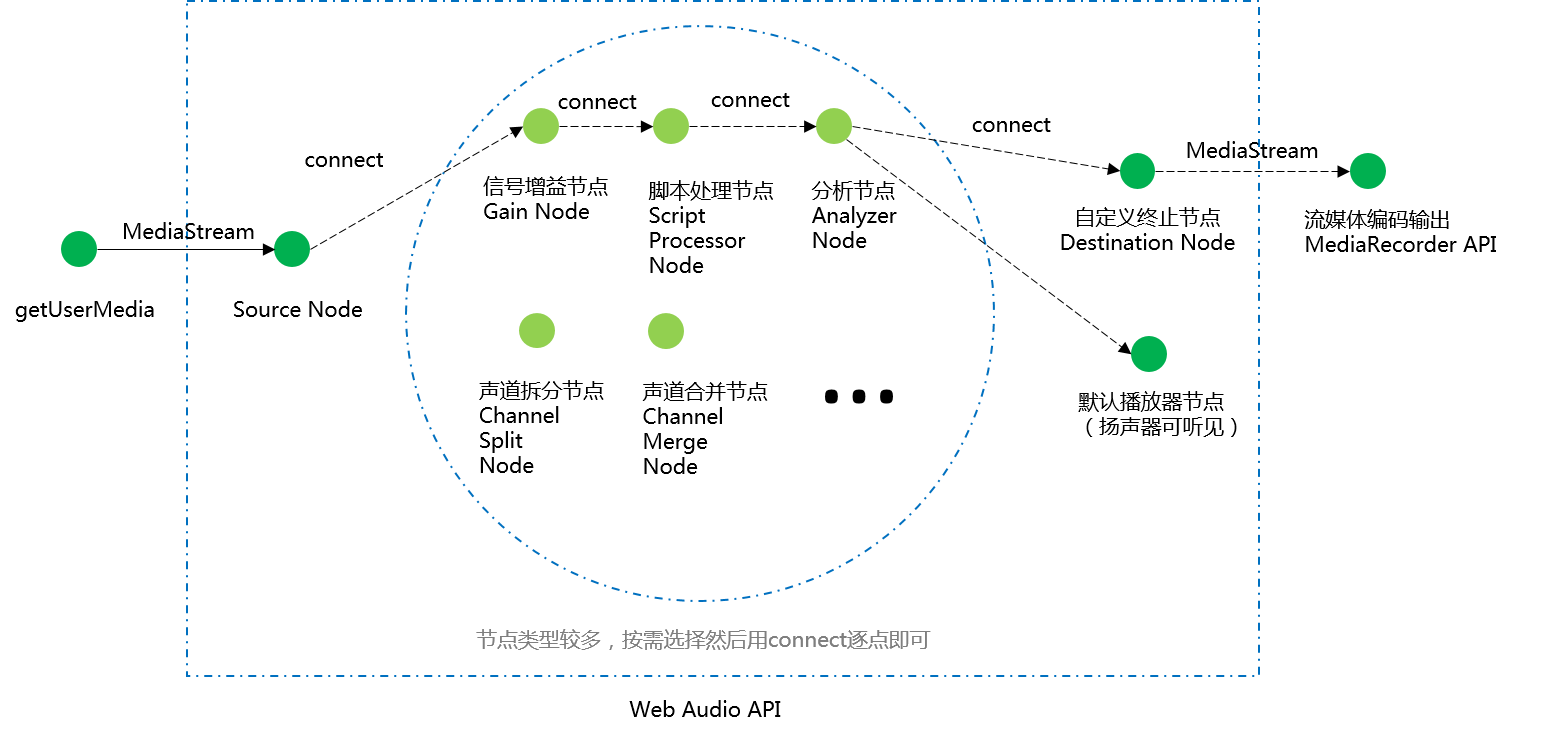 connect
connect
connect
connect
MediaStream
信号增益节点
Gain Node
脚本处理节点
Script
Processor
Node
分析节点
Analyzer
Node
MediaStream
自定义终止节点
Destination Node
流媒体编码输出
MediaRecorder API
getUserMedia
Source Node
声道拆分节点
Channel
Split
Node
声道合并节点
Channel
Merge
Node
默认播放器节点
（扬声器可听见）
节点类型较多，按需选择然后用connect逐点即可
Web Audio API